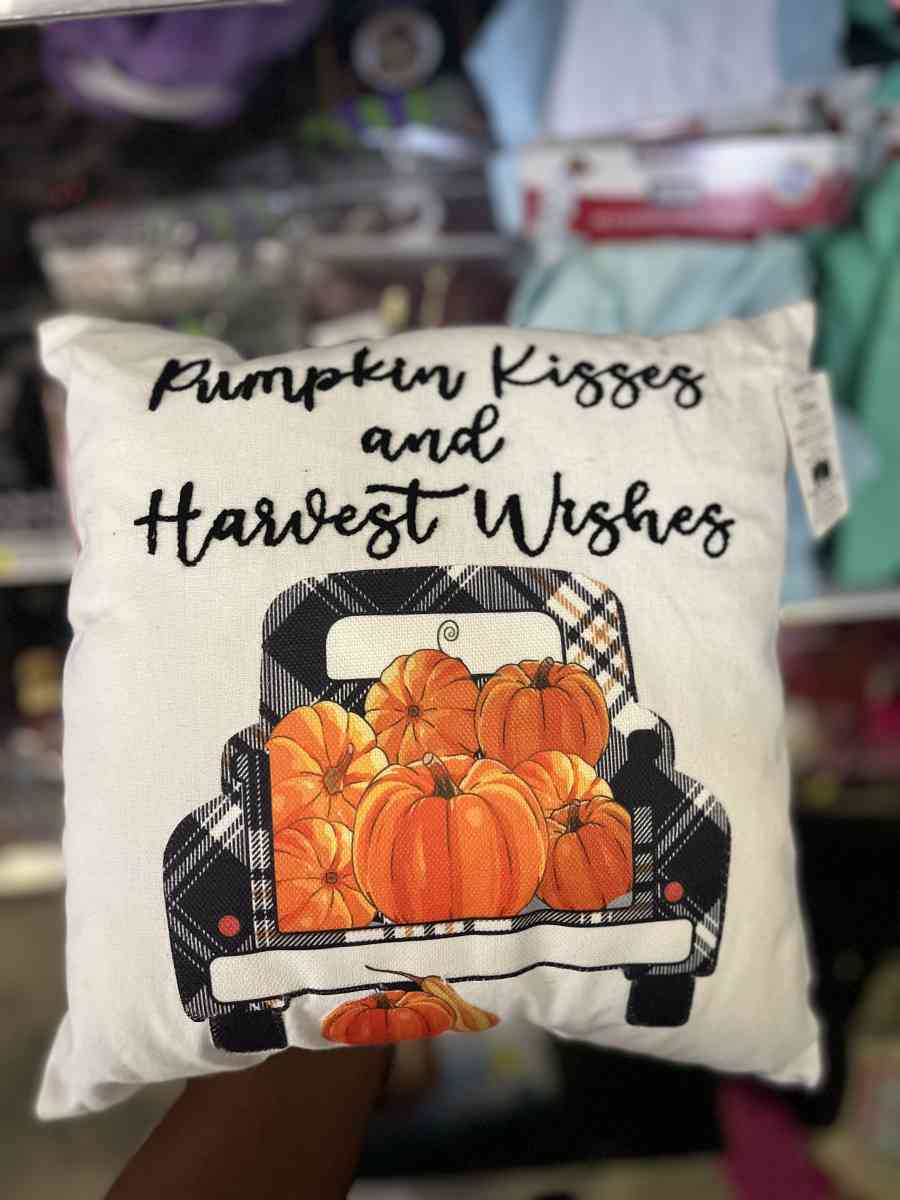 Pumpkin Kisses
and
Harvest Wishes